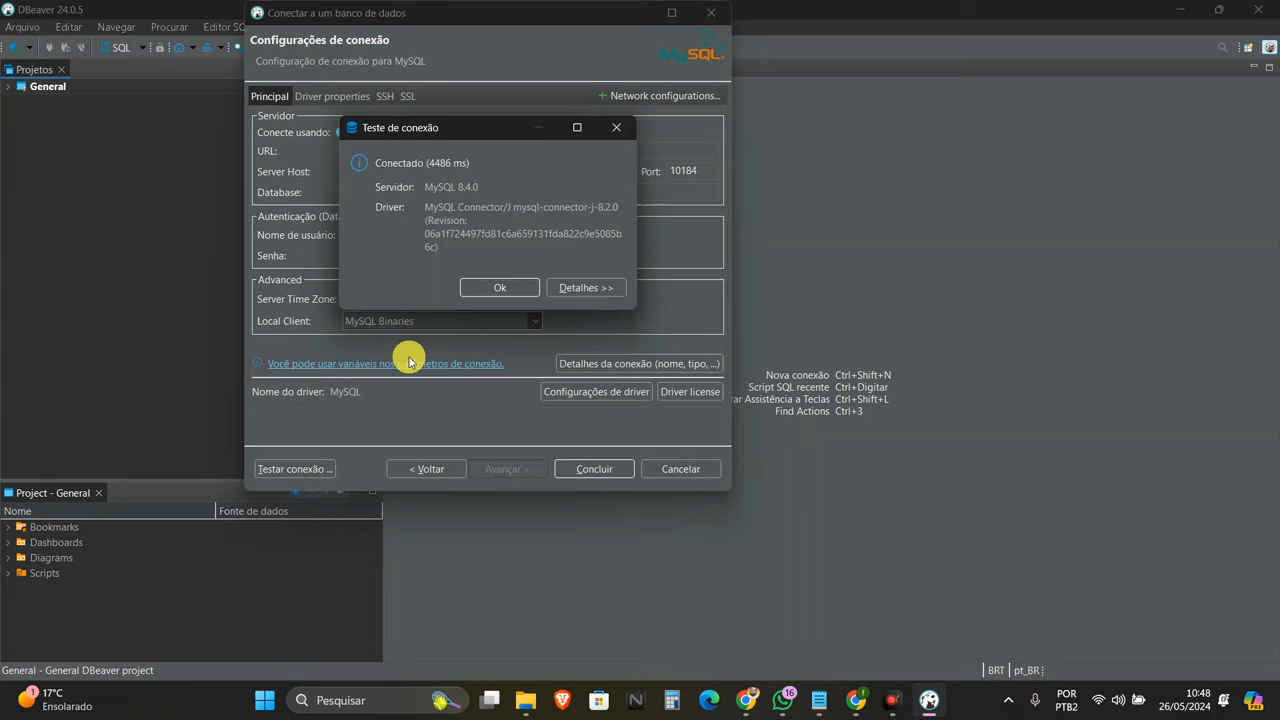 DBeaver 24.0.5
Arquivo Editar Navegar Procurar Editor SQ
SQL
Projetos
General
Conectar a um banco de dados
Configurações de conexão
Configuração de conexão para MySQL
MySQL
Principal Driver properties SSH SSL
+ Network configurations...
Servidor
Conecte usando:
URL:
Server Host:
Port: 10184
Database:
Autenticação (Dat
Nome de usuário:
Senha:
Advanced
Server Time Zone:
Local Client: MySQL Binaries
Teste de conexão
Conectado (4486 ms)
Servidor: MySQL 8.4.0
Driver: MySQL Connector/J mysql-connector-j-8.2.0
(Revision:
06a1f724497fd81c6a659131fda822c9e5085b
6c)
Ok
Detalhes >>
Você pode usar variáveis nos metros de conexão.
Detalhes da conexão (nome, tipo, ...)
Nome do driver: MySQL
Configurações de driver
Driver license
Testar conexão ...
< Voltar
Avançar >
Concluir
Cancelar
Nova conexão Ctrl+Shift+N
Script SQL recente Ctrl+Digitar
rar Assistência a Teclas Ctrl+Shift+L
Find Actions Ctrl+3
Project - General
Nome Fonte de dados
Bookmarks
Dashboards
Diagrams
Scripts
General - General DBeaver project
BRT pt_BR
1
17°C
Ensolarado
Pesquisar
16
POR
PTB2
10:48
26/05/2024